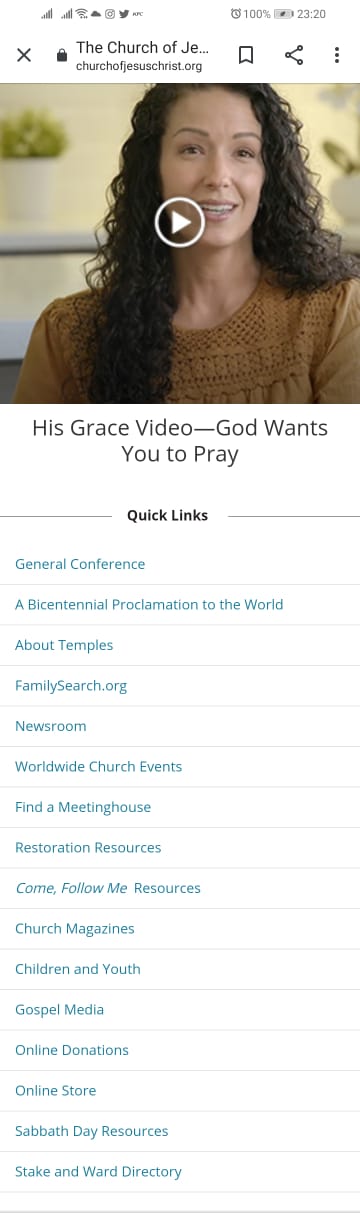 100% 23:20
The Church of Je...
churchofjesuschrist.org
His Grace Video—God Wants
You to Pray
Quick Links
General Conference
A Bicentennial Proclamation to the World
About Temples
FamilySearch.org
Newsroom
Worldwide Church Events
Find a Meetinghouse
Restoration Resources
Come, Follow Me Resources
Church Magazines
Children and Youth
Gospel Media
Online Donations
Online Store
Sabbath Day Resources
Stake and Ward Directory